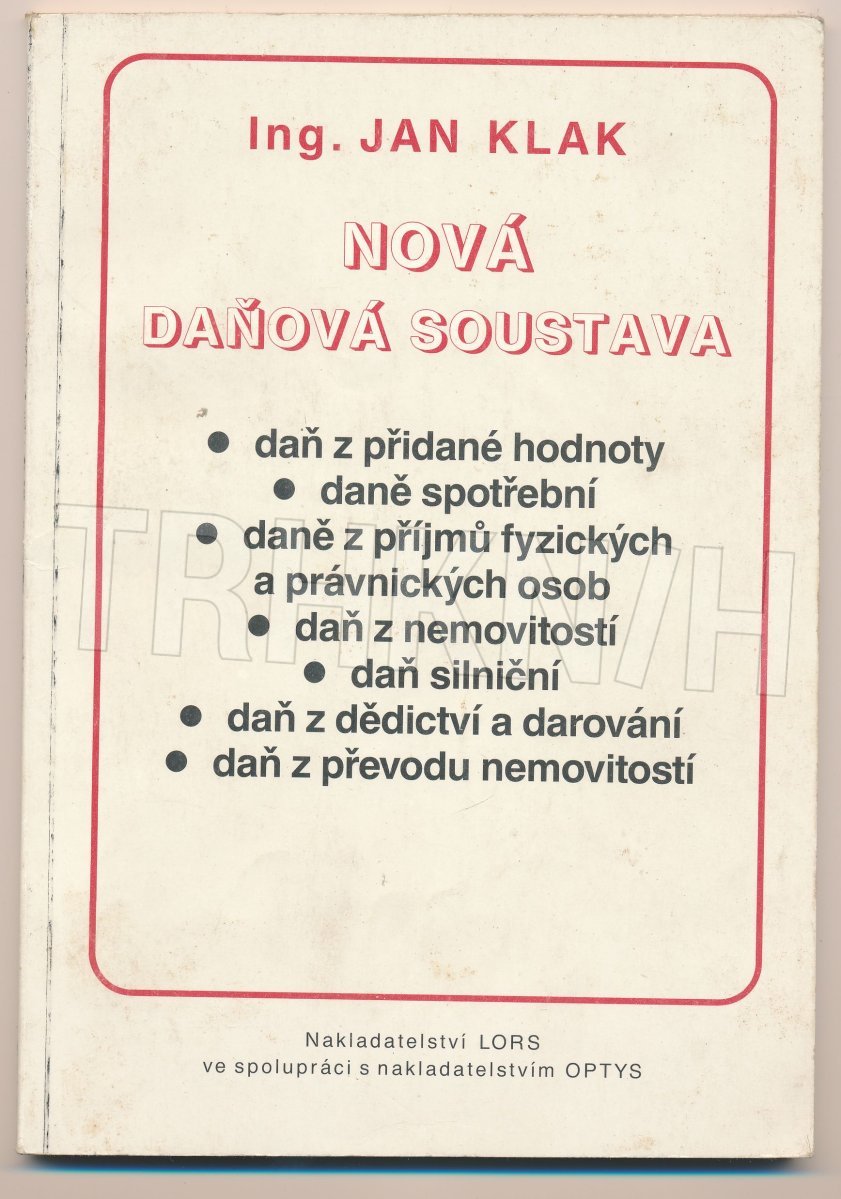 Ing. JAN KLAK
NOVÁ
DAŇOVÁ SOUSTAVA
• daň z přidané hodnoty
• daně spotřební
• daně z příjmů fyzických
a právnických osob
• daň z nemovitostí
• daň silniční
• daň z dědictví a darování
• daň z převodu nemovitostí
TRHKNIH
Nakladatelství LORS
ve spolupráci s nakladatelstvím OPTYS